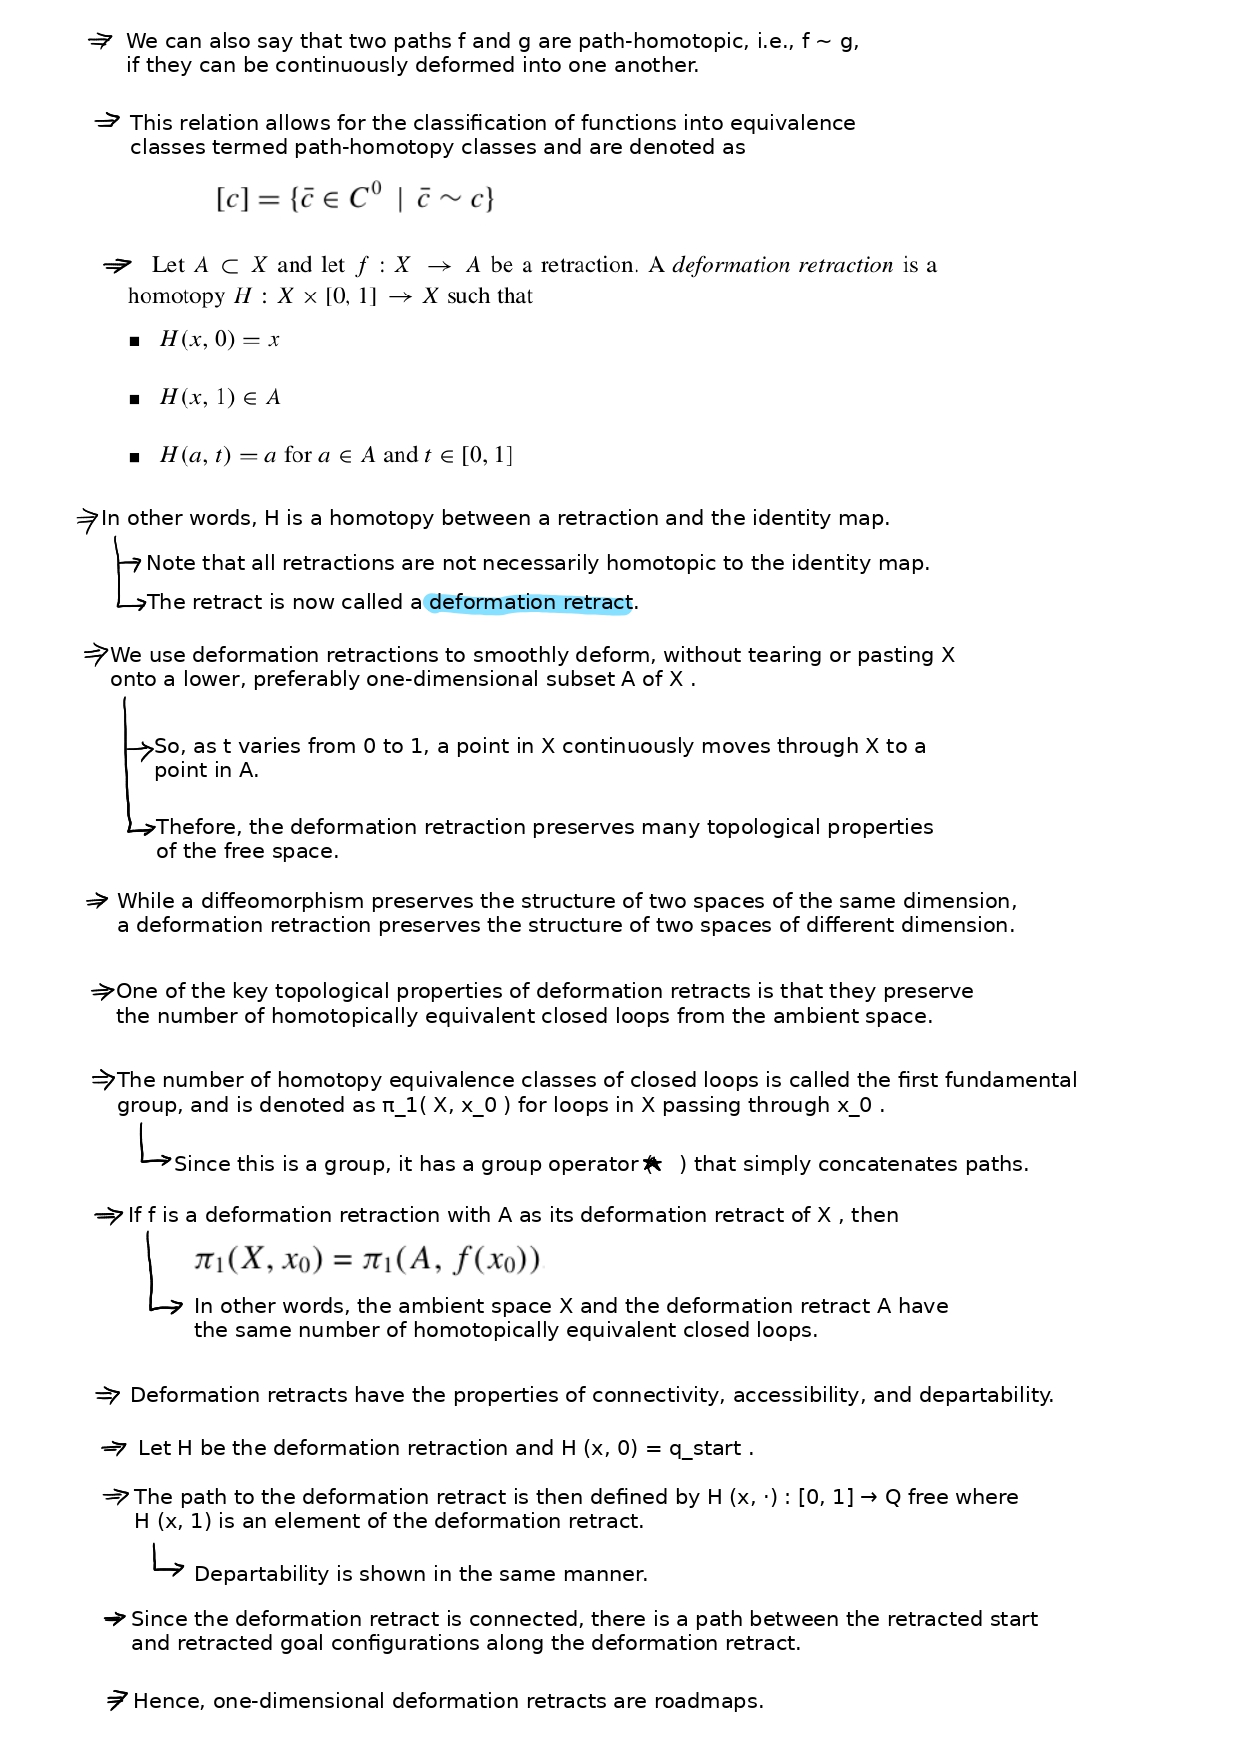 We can also say that two paths f and g are path-homotopic, i.e., f ~ g,
if they can be continuously deformed into one another.
This relation allows for the classification of functions into equivalence
classes termed path-homotopy classes and are denoted as
[c] = {c̄ ∈ C⁰ | c̄ ∼ c}
Let A ⊂ X and let f : X → A be a retraction. A deformation retraction is a
homotopy H : X × [0, 1] → X such that
■ H(x, 0) = x
■ H(x, 1) ∈ A
■ H(a, t) = a for a ∈ A and t ∈ [0, 1]
In other words, H is a homotopy between a retraction and the identity map.
Note that all retractions are not necessarily homotopic to the identity map.
The retract is now called a deformation retract.
We use deformation retractions to smoothly deform, without tearing or pasting X
onto a lower, preferably one-dimensional subset A of X .
So, as t varies from 0 to 1, a point in X continuously moves through X to a
point in A.
Thefore, the deformation retraction preserves many topological properties
of the free space.
While a diffeomorphism preserves the structure of two spaces of the same dimension,
a deformation retraction preserves the structure of two spaces of different dimension.
One of the key topological properties of deformation retracts is that they preserve
the number of homotopically equivalent closed loops from the ambient space.
The number of homotopy equivalence classes of closed loops is called the first fundamental
group, and is denoted as π_1( X, x_0 ) for loops in X passing through x_0 .
Since this is a group, it has a group operator (★ ) that simply concatenates paths.
If f is a deformation retraction with A as its deformation retract of X , then
π₁(X, x₀) = π₁(A, f(x₀))
In other words, the ambient space X and the deformation retract A have
the same number of homotopically equivalent closed loops.
Deformation retracts have the properties of connectivity, accessibility, and departability.
Let H be the deformation retraction and H (x, 0) = q_start .
The path to the deformation retract is then defined by H (x, ·) : [0, 1] → Q free where
H (x, 1) is an element of the deformation retract.
Departability is shown in the same manner.
Since the deformation retract is connected, there is a path between the retracted start
and retracted goal configurations along the deformation retract.
Hence, one-dimensional deformation retracts are roadmaps.